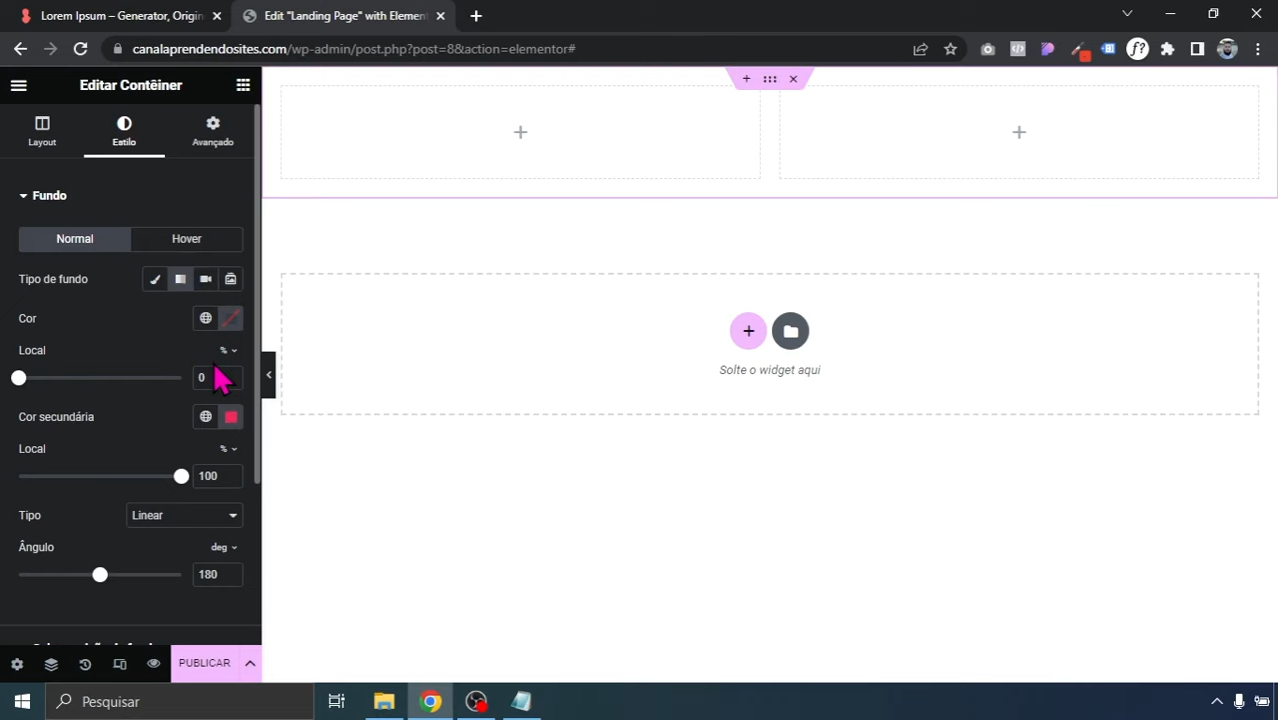 Lorem Ipsum – Generator, Origin
Edit "Landing Page" with Element
canalaprendendosites.com/wp-admin/post.php?post=8&action=elementor#
f?
Editar Contêiner
Layout
Estilo
Avançado
Fundo
Normal
Hover
Tipo de fundo
Cor
Local
%
0
Cor secundária
Local
%
100
Tipo
Linear
Ângulo
deg
180
PUBLICAR
Solte o widget aqui
Pesquisar